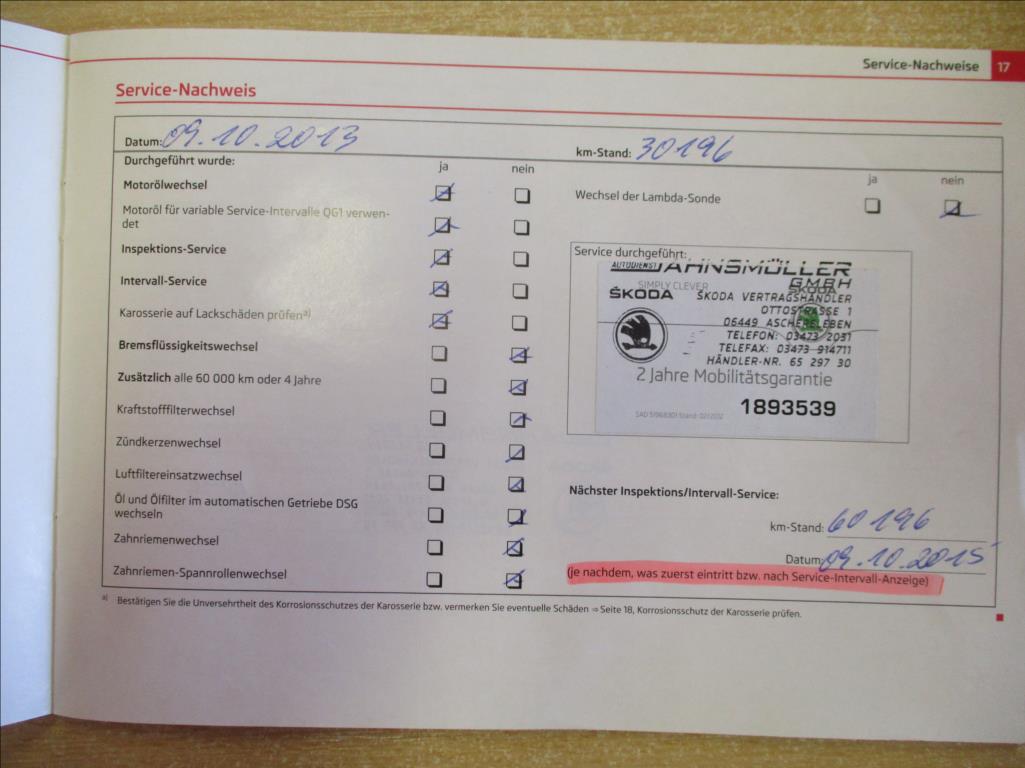 Service-Nachweise 17
Service-Nachweis
Datum: 09.10.2013
km-Stand: 30196
Durchgeführt wurde:
ja nein
ja nein
Motorölwechsel
Wechsel der Lambda-Sonde
Motoröl für variable Service-Intervalle QG1 verwen-
det
Inspektions-Service
Intervall-Service
Karosserie auf Lackschäden prüfen a)
Bremsflüssigkeitswechsel
Zusätzlich alle 60 000 km oder 4 Jahre
Kraftstofffilterwechsel
Zündkerzenwechsel
Luftfiltereinsatzwechsel
Öl und Ölfilter im automatischen Getriebe DSG
wechseln
Zahnriemenwechsel
Zahnriemen-Spannrollenwechsel
Service durchgeführt:
AUTODIENST JAHNSMÜLLER
GMBH
SIMPLY CLEVER
ŠKODA
ŠKODA
ŠKODA VERTRAGSHÄNDLER
OTTOSTRASSE 1
06449 ASCHERSLEBEN
TELEFON: 03473 2031
TELEFAX: 03473 914711
HÄNDLER-NR. 65 297 30
2 Jahre Mobilitätsgarantie
1893539
Nächster Inspektions/Intervall-Service:
km-Stand: 60196
Datum: 09.10.2015
(je nachdem, was zuerst eintritt bzw. nach Service-Intervall-Anzeige)
a) Bestätigen Sie die Unversehrtheit des Korrosionsschutzes der Karosserie bzw. vermerken Sie eventuelle Schäden ⇒ Seite 18, Korrosionsschutz der Karosserie prüfen.